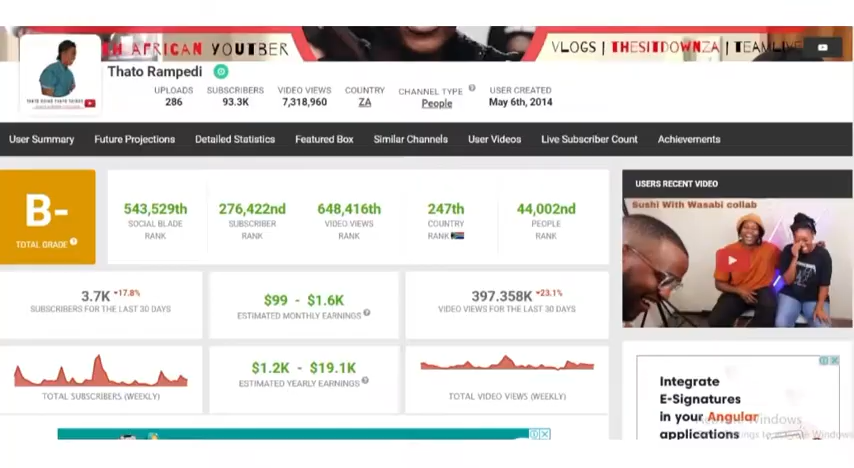 AFRICAN YOUTBER
VLOGS | THESITDOWNZA | TEAMLIVE
Thato Rampedi
UPLOADS
286
SUBSCRIBERS
93.3K
VIDEO VIEWS
7,318,960
COUNTRY
ZA
CHANNEL TYPE
People
USER CREATED
May 6th, 2014
User Summary Future Projections Detailed Statistics Featured Box Similar Channels User Videos Live Subscriber Count Achievements
B-
TOTAL GRADE
543,529th
SOCIAL BLADE
RANK
276,422nd
SUBSCRIBER
RANK
648,416th
VIDEO VIEWS
RANK
247th
COUNTRY
RANK
44,002nd
PEOPLE
RANK
USERS RECENT VIDEO
Sushi With Wasabi collab
3.7K -17.8%
SUBSCRIBERS FOR THE LAST 30 DAYS
$99 - $1.6K
ESTIMATED MONTHLY EARNINGS
397.358K -23.1%
VIDEO VIEWS FOR THE LAST 30 DAYS
TOTAL SUBSCRIBERS (WEEKLY)
$1.2K - $19.1K
ESTIMATED YEARLY EARNINGS
TOTAL VIDEO VIEWS (WEEKLY)
Integrate
E-Signatures
in your Angular
applications